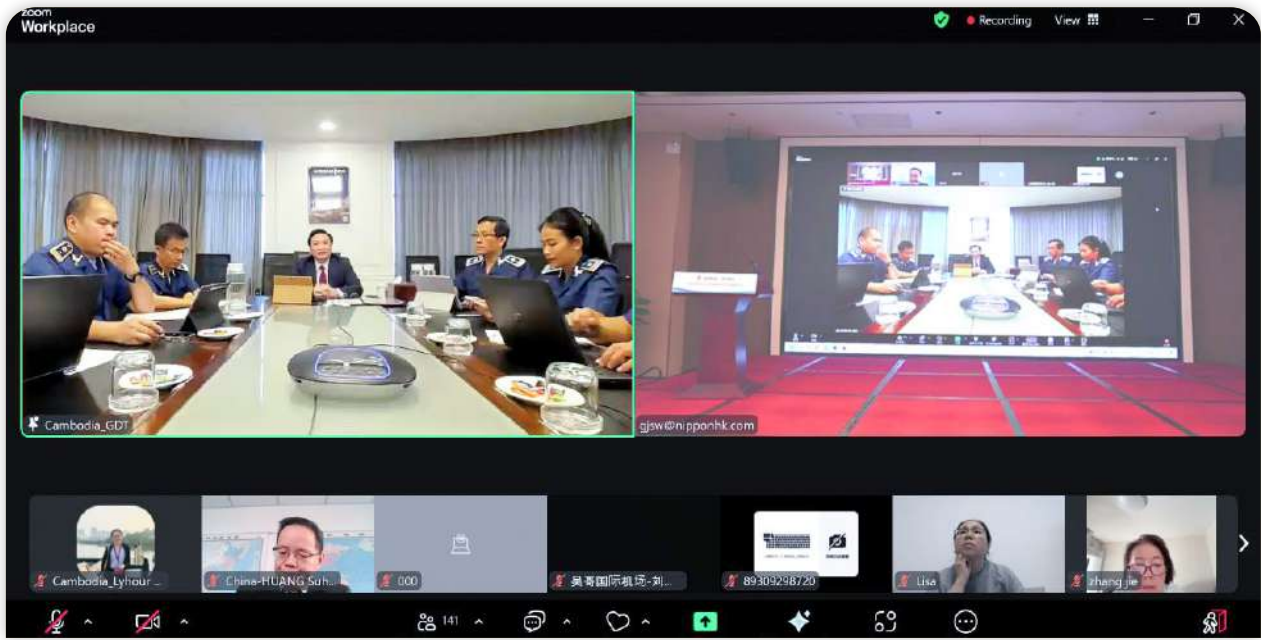 zoom
Workplace
Recording
View
Cambodia_GDT
gjsw@nipponhk.com
Cambodia_Lyhour ...
China-HUANG Suh...
000
吴哥国际机场-刘...
89309298720
Lisa
zhang jie
141